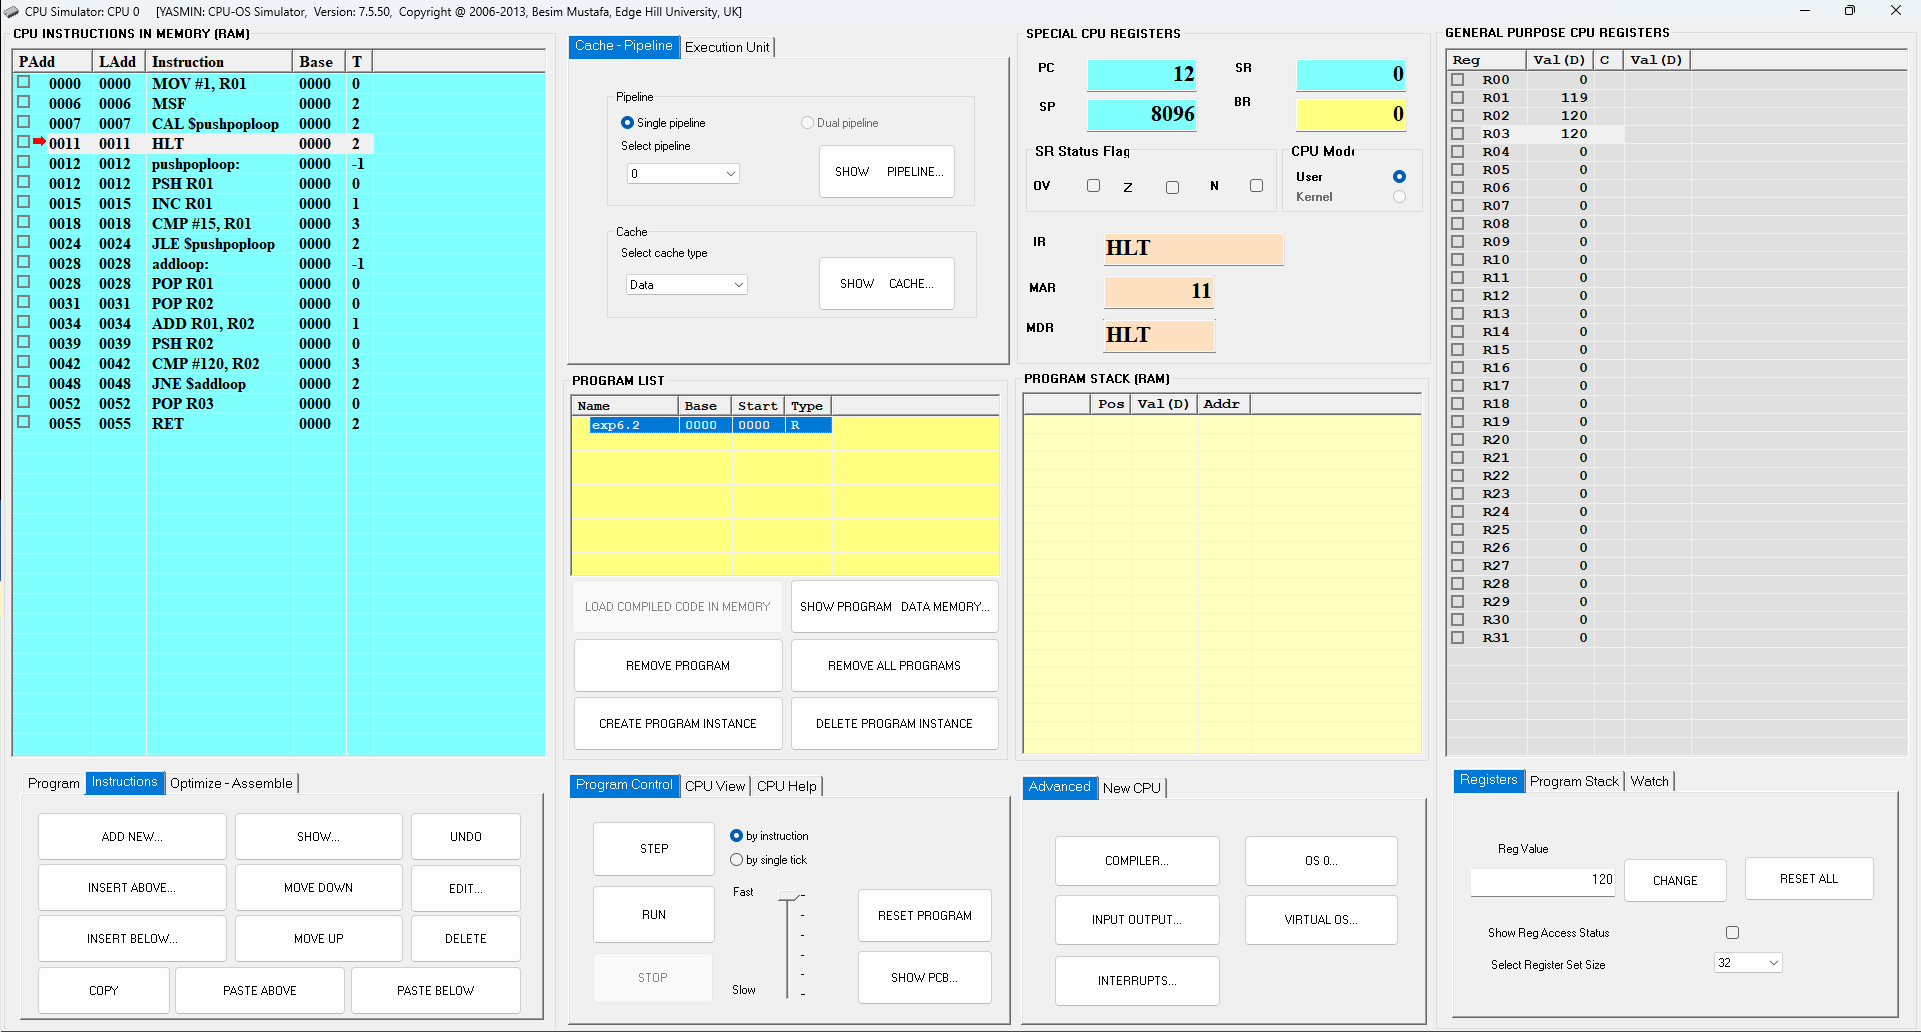 CPU Simulator: CPU 0 [YASMIN: CPU-OS Simulator, Version: 7.5.50, Copyright @ 2006-2013, Besim Mustafa, Edge Hill University, UK]
CPU INSTRUCTIONS IN MEMORY (RAM)
PAdd LAdd Instruction Base T
0000 0000 MOV #1, R01 0000 0
0006 0006 MSF 0000 2
0007 0007 CAL $pushpoploop 0000 2
0011 0011 HLT 0000 2
0012 0012 pushpoploop: 0000 -1
0012 0012 PSH R01 0000 0
0015 0015 INC R01 0000 1
0018 0018 CMP #15, R01 0000 3
0024 0024 JLE $pushpoploop 0000 2
0028 0028 addloop: 0000 -1
0028 0028 POP R01 0000 0
0031 0031 POP R02 0000 0
0034 0034 ADD R01, R02 0000 1
0039 0039 PSH R02 0000 0
0042 0042 CMP #120, R02 0000 3
0048 0048 JNE $addloop 0000 2
0052 0052 POP R03 0000 0
0055 0055 RET 0000 2
Program Instructions Optimize - Assemble
ADD NEW... SHOW... UNDO
INSERT ABOVE... MOVE DOWN EDIT...
INSERT BELOW... MOVE UP DELETE
COPY PASTE ABOVE PASTE BELOW
Cache - Pipeline Execution Unit
Pipeline
Single pipeline Dual pipeline
Select pipeline
0
SHOW PIPELINE...
Cache
Select cache type
Data
SHOW CACHE...
PROGRAM LIST
Name Base Start Type
exp6.2 0000 0000 R
LOAD COMPILED CODE IN MEMORY SHOW PROGRAM DATA MEMORY...
REMOVE PROGRAM REMOVE ALL PROGRAMS
CREATE PROGRAM INSTANCE DELETE PROGRAM INSTANCE
Program Control CPU View CPU Help
STEP
by instruction
by single tick
RUN
STOP
Fast
Slow
RESET PROGRAM
SHOW PCB...
SPECIAL CPU REGISTERS
PC 12 SR 0
SP 8096 BR 0
SR Status Flag
OV Z N
CPU Mode
User
Kernel
IR HLT
MAR 11
MDR HLT
PROGRAM STACK (RAM)
Pos Val(D) Addr
Advanced New CPU
COMPILER... OS 0...
INPUT OUTPUT... VIRTUAL OS...
INTERRUPTS...
GENERAL PURPOSE CPU REGISTERS
Reg Val(D) C Val(D)
R00 0
R01 119
R02 120
R03 120
R04 0
R05 0
R06 0
R07 0
R08 0
R09 0
R10 0
R11 0
R12 0
R13 0
R14 0
R15 0
R16 0
R17 0
R18 0
R19 0
R20 0
R21 0
R22 0
R23 0
R24 0
R25 0
R26 0
R27 0
R28 0
R29 0
R30 0
R31 0
Registers Program Stack Watch
Reg Value
120 CHANGE RESET ALL
Show Reg Access Status
Select Register Set Size 32